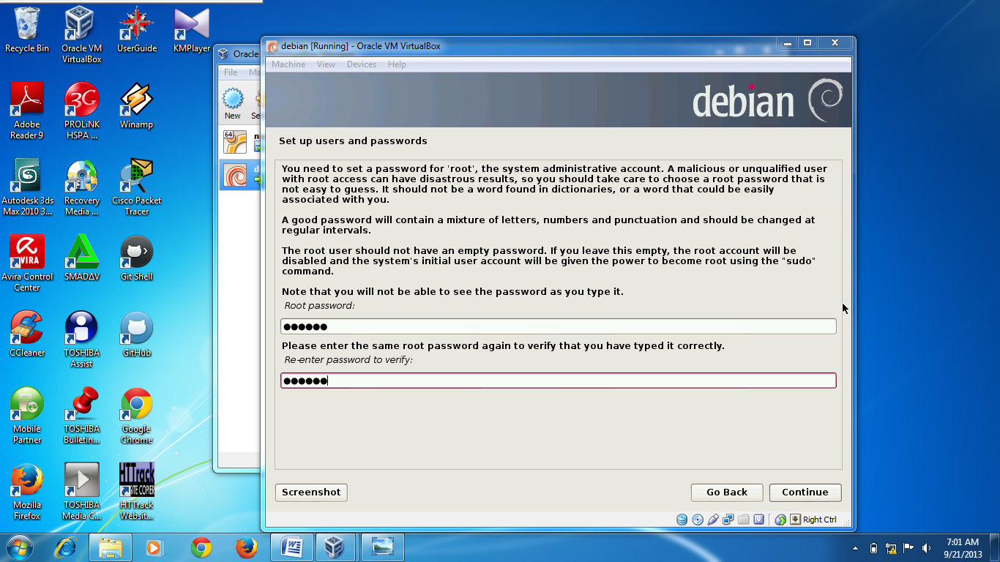 Recycle Bin
Oracle VM
VirtualBox
UserGuide
KMPlayer
Adobe
Reader 9
PROLiNK
HSPA ...
Winamp
Autodesk 3ds
Max 2010 3...
Recovery
Media ...
Cisco Packet
Tracer
Avira Control
Center
SMADΔV
Git Shell
CCleaner
TOSHIBA
Assist
GitHub
Mobile
Partner
TOSHIBA
Bulletin...
Google
Chrome
Mozilla
Firefox
TOSHIBA
Media C...
HTTrack
Websit...
3G
VIRA
HTTrack
SITE COPIER
Oracle
File Ma
New Se
64
debian [Running] - Oracle VM VirtualBox
Machine View Devices Help
debian
Set up users and passwords
You need to set a password for 'root', the system administrative account. A malicious or unqualified user
with root access can have disastrous results, so you should take care to choose a root password that is
not easy to guess. It should not be a word found in dictionaries, or a word that could be easily
associated with you.
A good password will contain a mixture of letters, numbers and punctuation and should be changed at
regular intervals.
The root user should not have an empty password. If you leave this empty, the root account will be
disabled and the system's initial user account will be given the power to become root using the "sudo"
command.
Note that you will not be able to see the password as you type it.
Root password:
●●●●●●
Please enter the same root password again to verify that you have typed it correctly.
Re-enter password to verify:
●●●●●●
Screenshot Go Back Continue
Right Ctrl
7:01 AM
9/21/2013